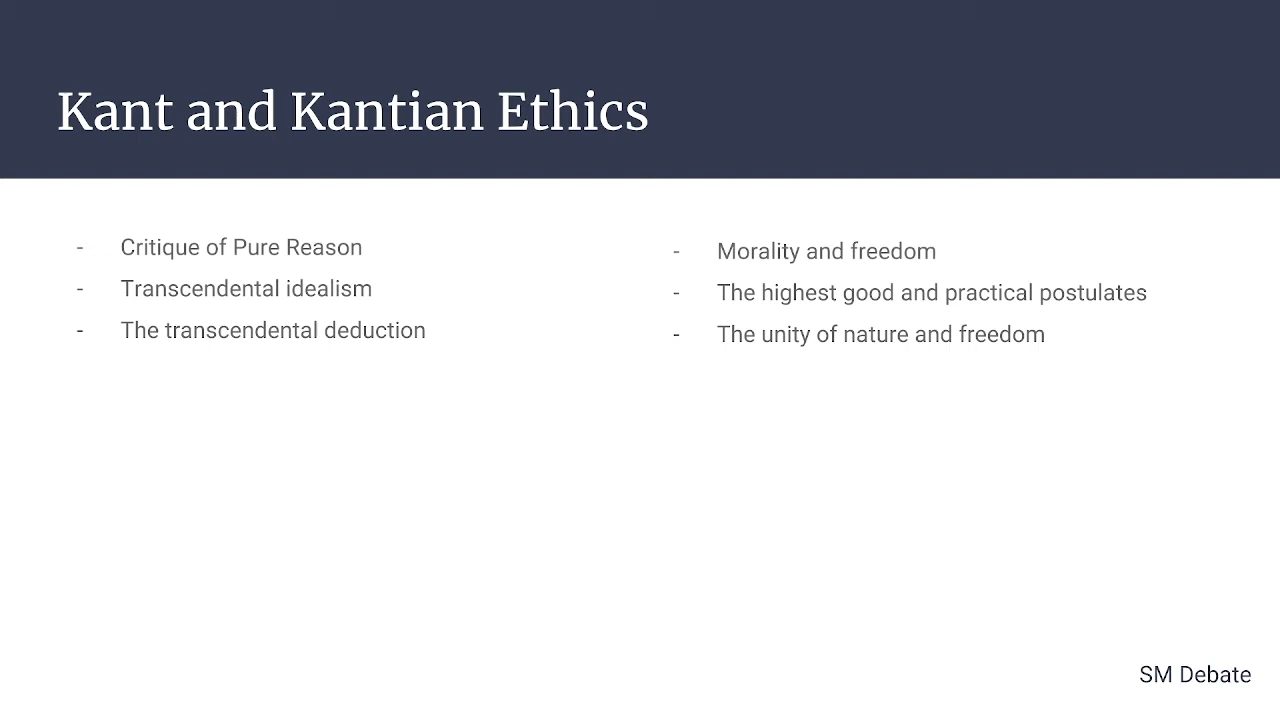 Kant and Kantian Ethics
- Critique of Pure Reason
- Transcendental idealism
- The transcendental deduction
- Morality and freedom
- The highest good and practical postulates
- The unity of nature and freedom
SM Debate